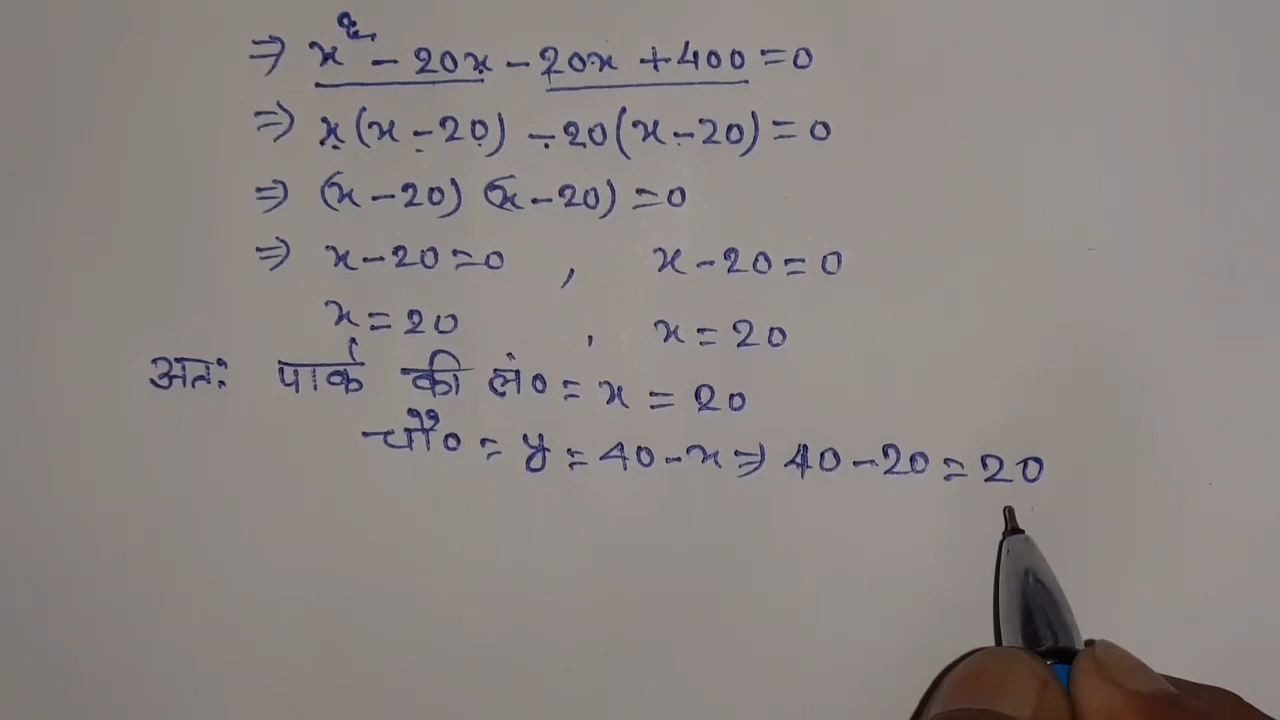 ⇒ x² - 20x - 20x + 400 = 0
⇒ x(x - 20) - 20(x - 20) = 0
⇒ (x - 20) (x - 20) = 0
⇒ x - 20 = 0 , x - 20 = 0
x = 20 , x = 20
अतः पार्क की लं० = x = 20
चौ० = y = 40 - x ⇒ 40 - 20 = 20